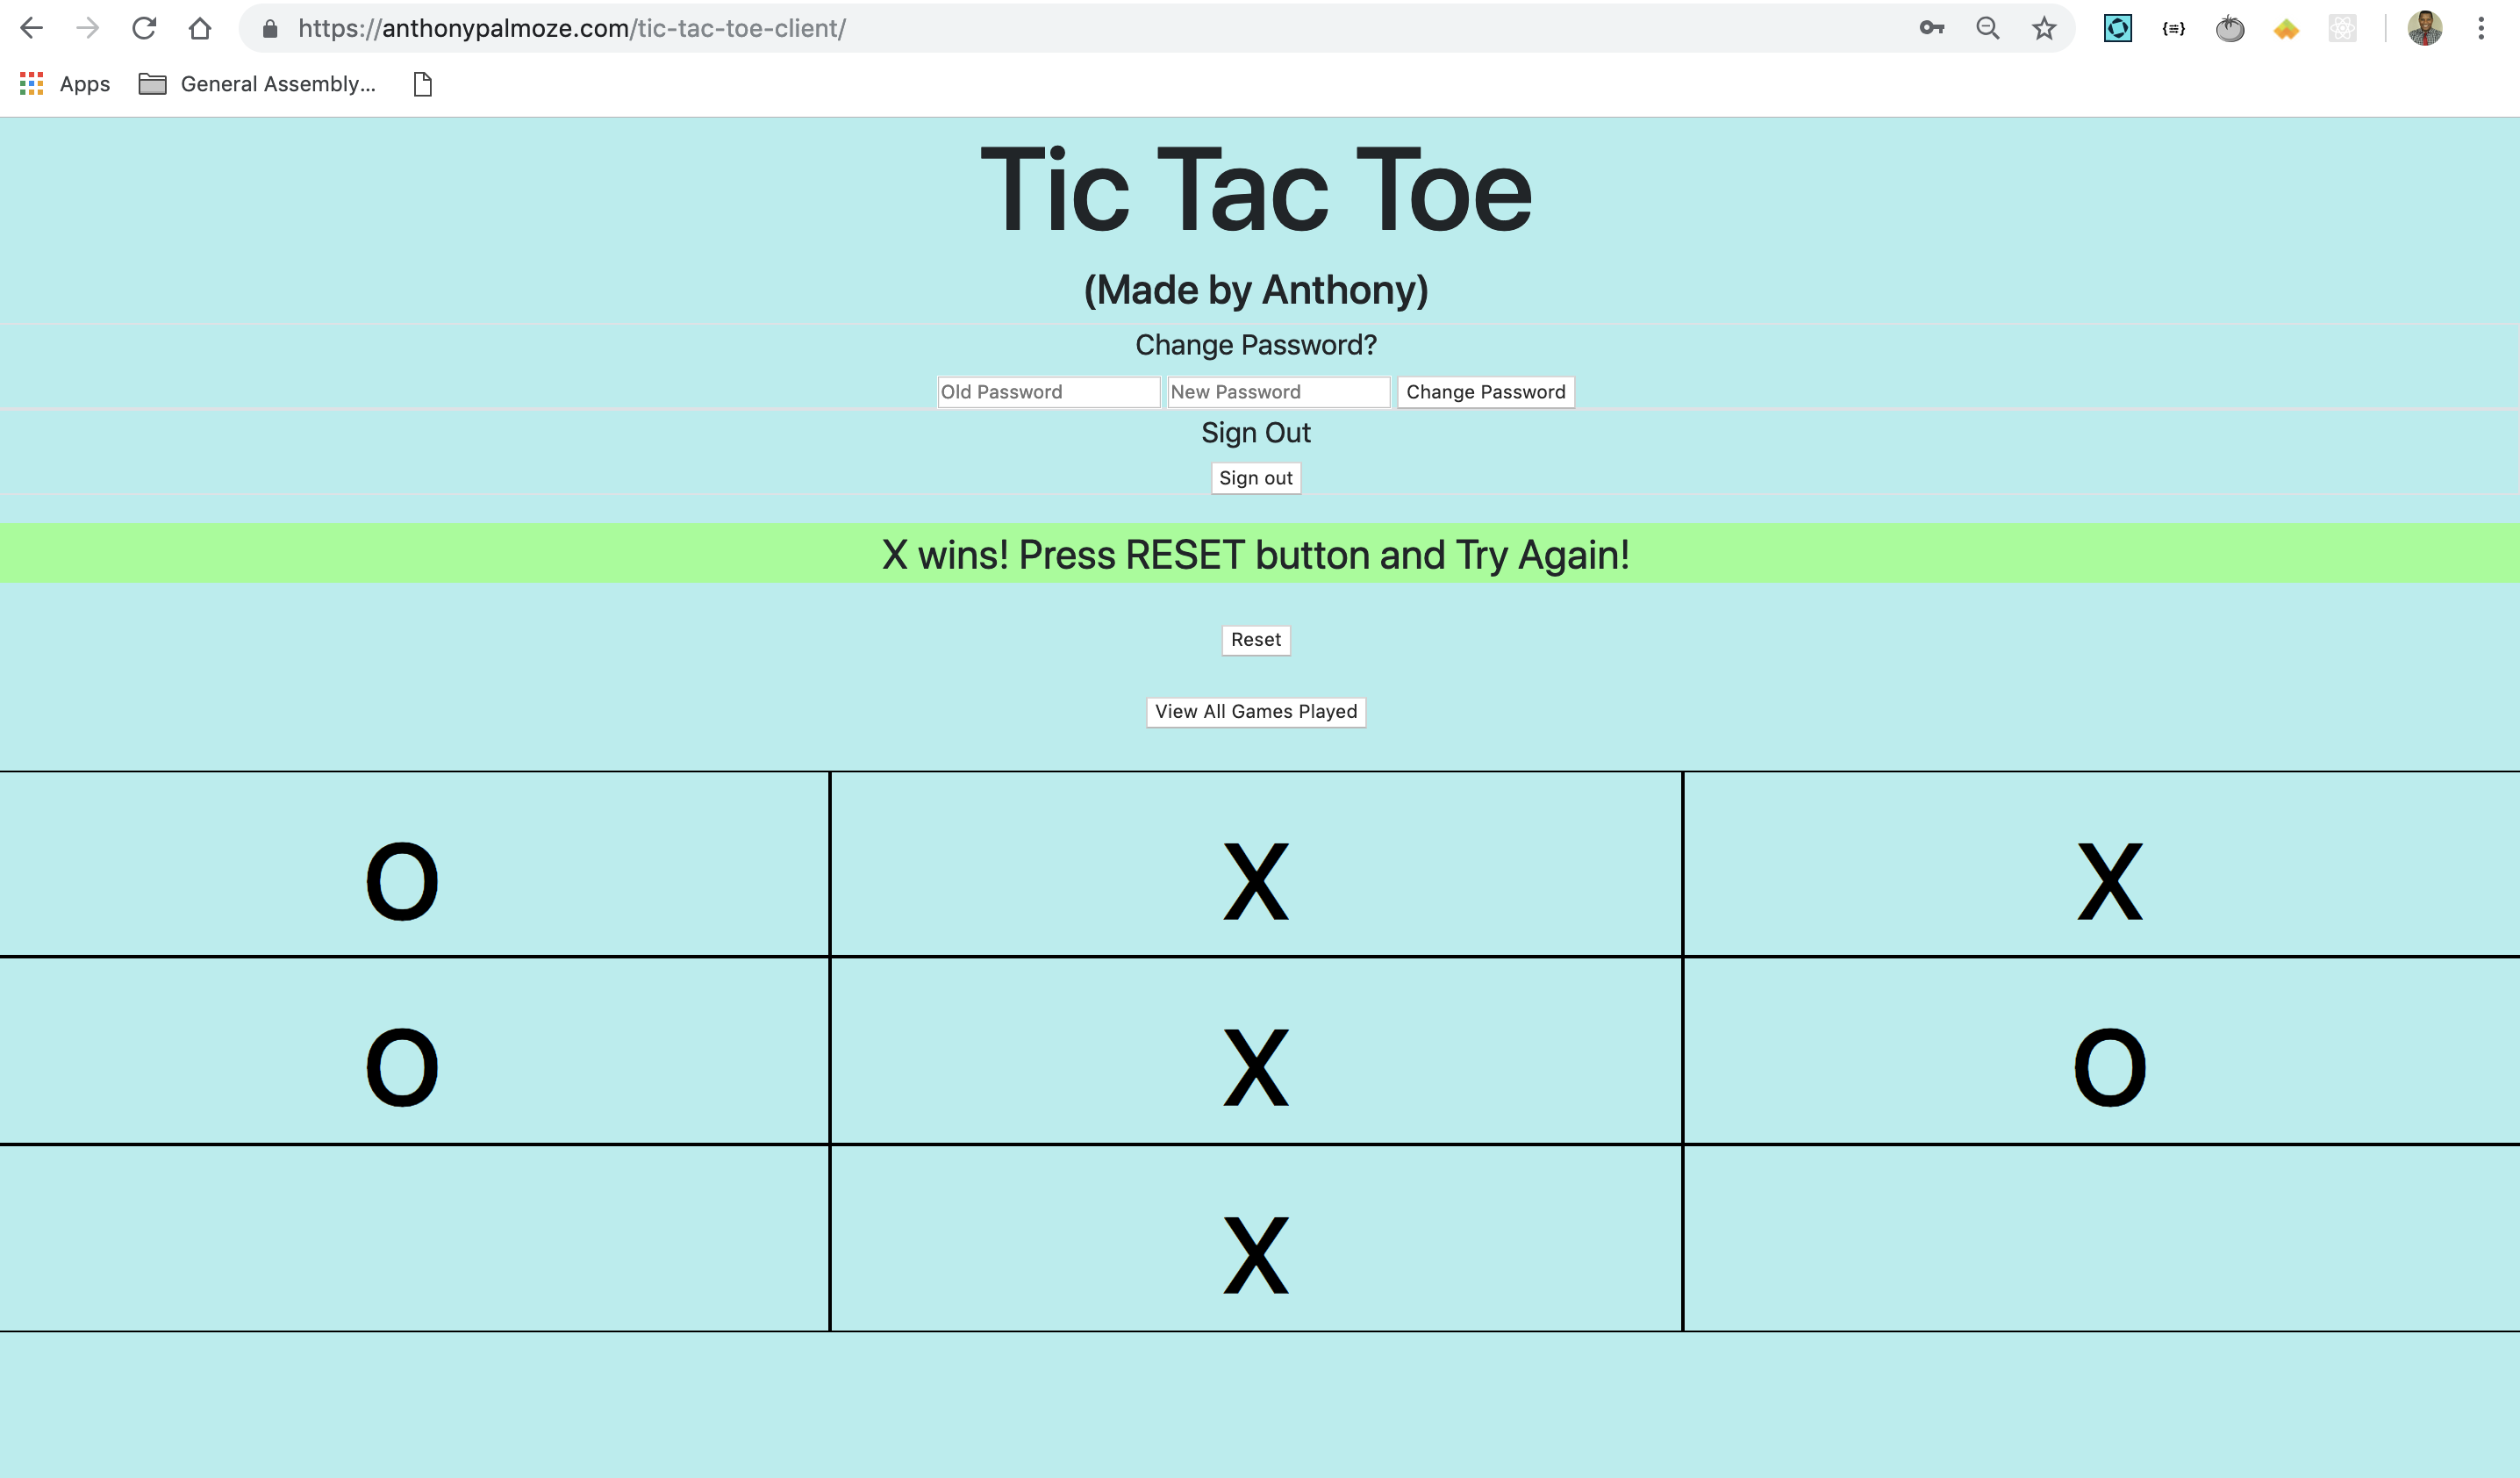 https://anthonypalmoze.com/tic-tac-toe-client/
Apps General Assembly...
Tic Tac Toe
(Made by Anthony)
Change Password?
Old Password New Password Change Password
Sign Out
Sign out
X wins! Press RESET button and Try Again!
Reset
View All Games Played
O X X
O X O
X